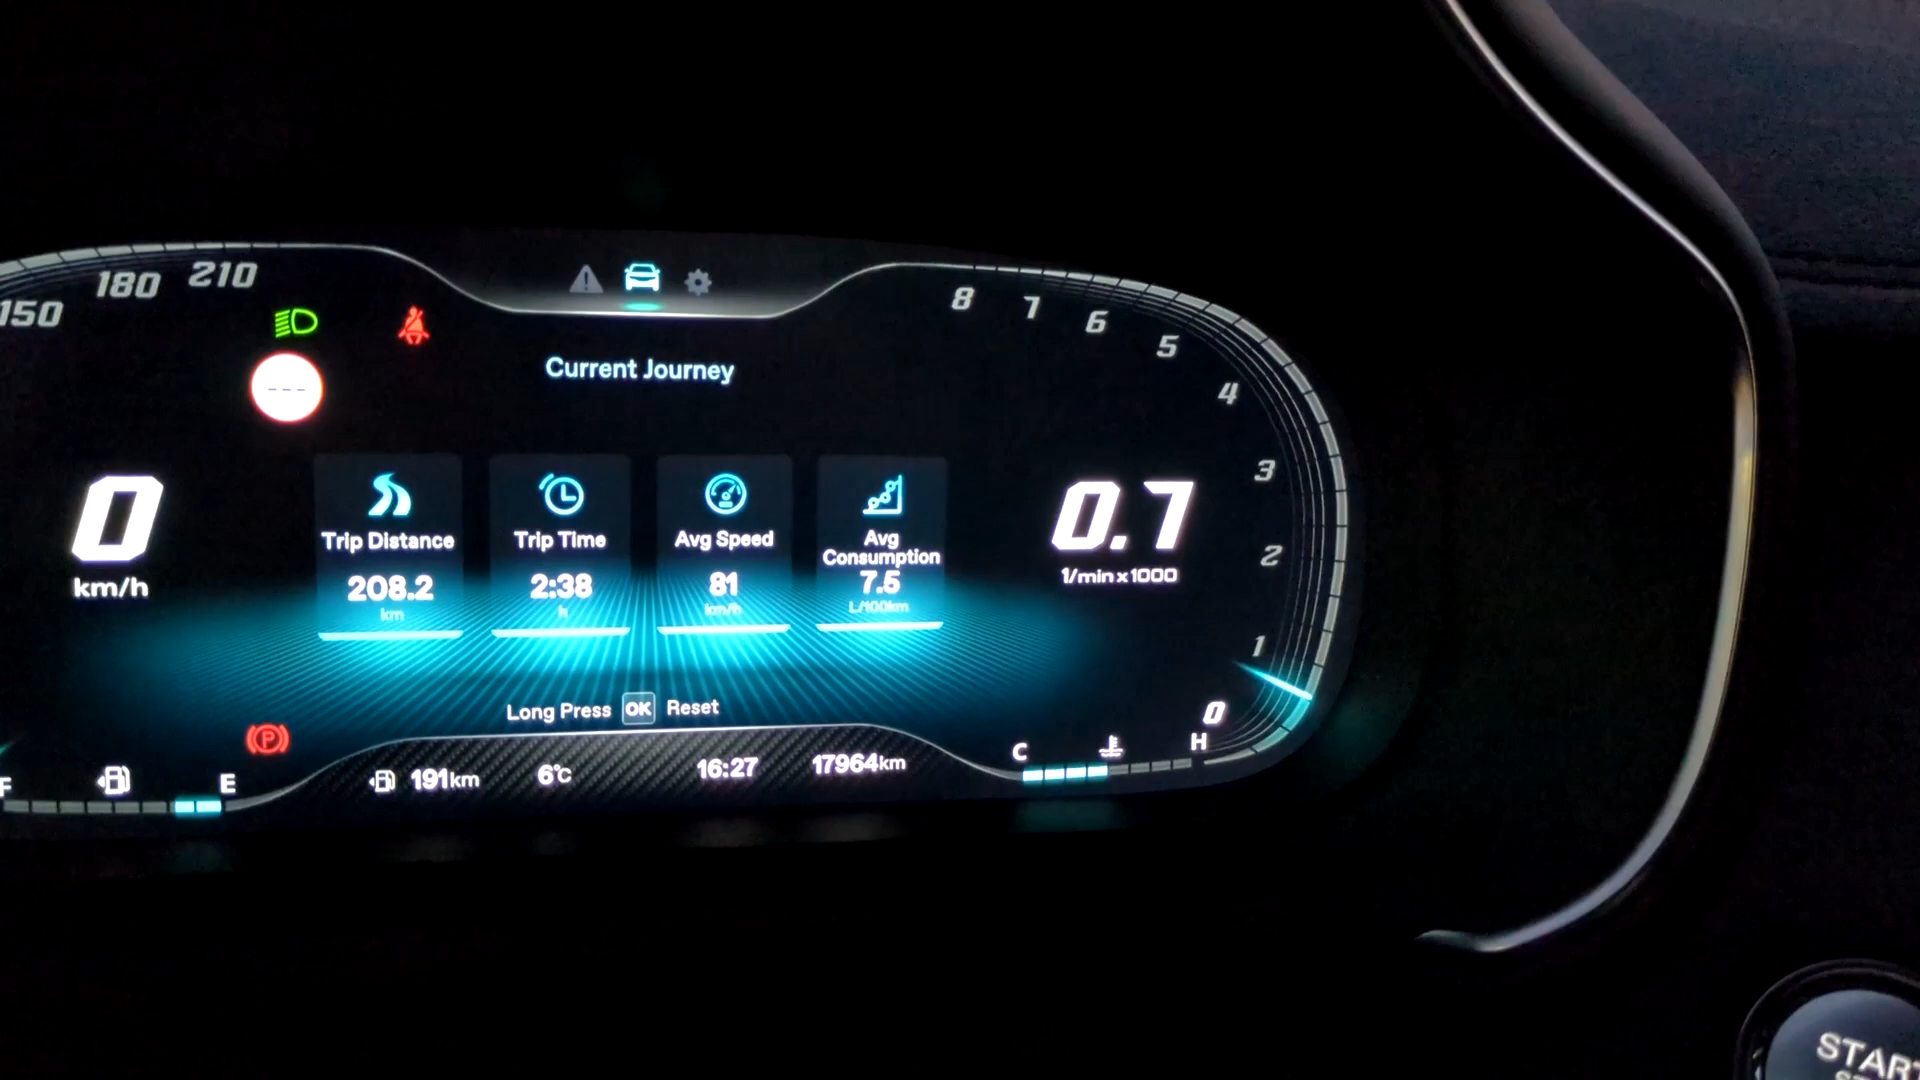 150 180 210
8 7 6 5 4 3 2 1 0
---
Current Journey
0
km/h
Trip Distance
208.2
km
Trip Time
2:38
h
Avg Speed
81
km/h
Avg
Consumption
7.5
L/100km
0.7
1/min x 1000
Long Press OK Reset
P
F E
191km
6°C
16:27
17964km
C H
START